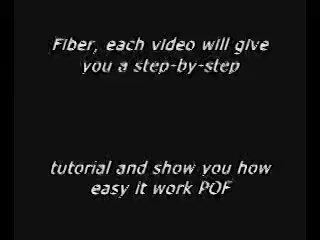 Fiber, each video will give
you a step-by-step
tutorial and show you how
easy it work POF